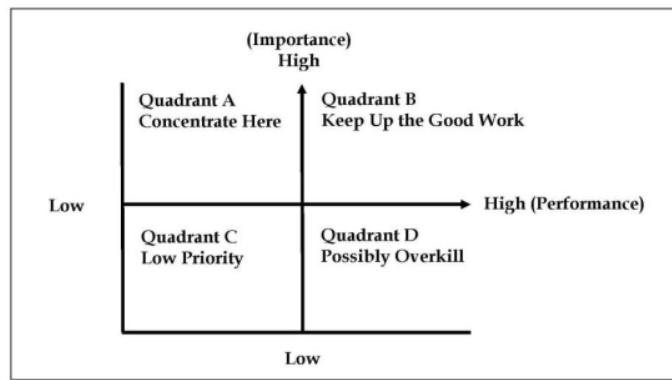 (Importance)
High
Quadrant A
Concentrate Here
Quadrant B
Keep Up the Good Work
Low
High (Performance)
Quadrant C
Low Priority
Quadrant D
Possibly Overkill
Low